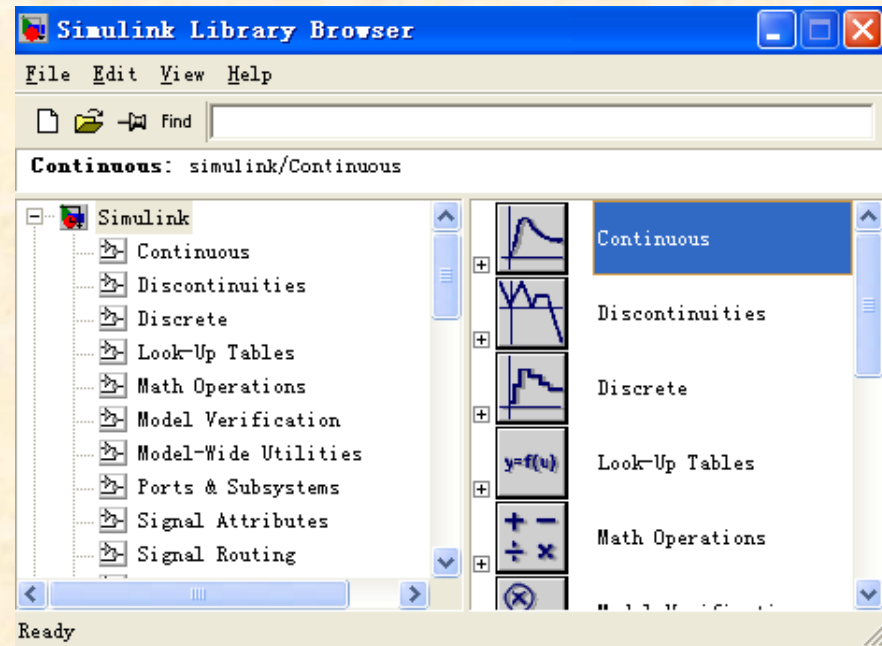 Simulink Library Browser
File Edit View Help
Find
Continuous: simulink/Continuous
Simulink
Continuous
Discontinuities
Discrete
Look-Up Tables
Math Operations
Model Verification
Model-Wide Utilities
Ports & Subsystems
Signal Attributes
Signal Routing
Continuous
Discontinuities
Discrete
y=f(u)
Look-Up Tables
Math Operations
Ready